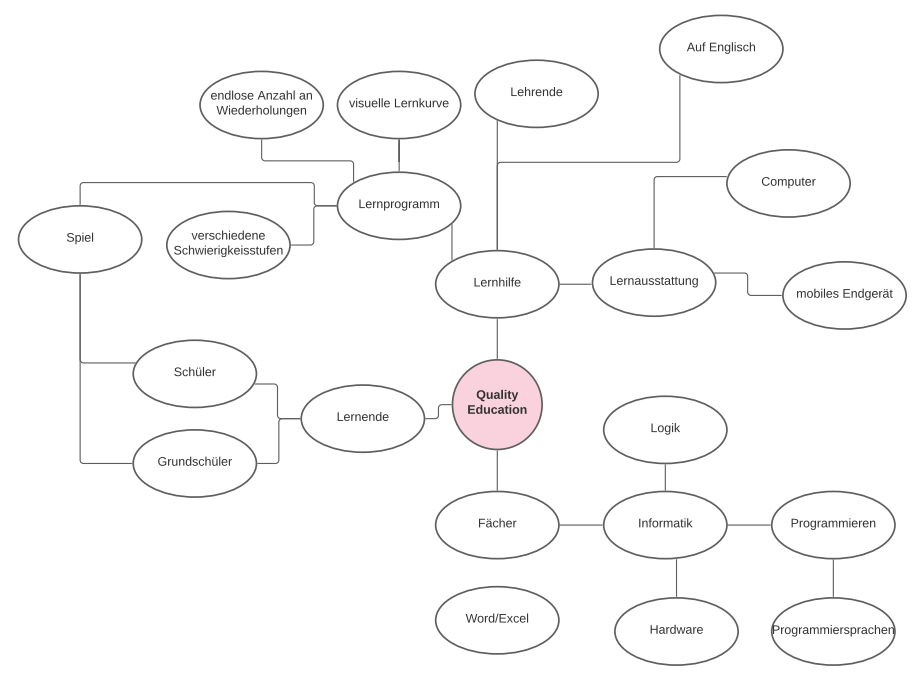 Auf Englisch
endlose Anzahl an
Wiederholungen
visuelle Lernkurve
Lehrende
Computer
Lernprogramm
Spiel
verschiedene
Schwierigkeisstufen
Lernhilfe
Lernausstattung
mobiles Endgerät
Schüler
Quality
Education
Lernende
Logik
Grundschüler
Fächer
Informatik
Programmieren
Word/Excel
Hardware
Programmiersprachen